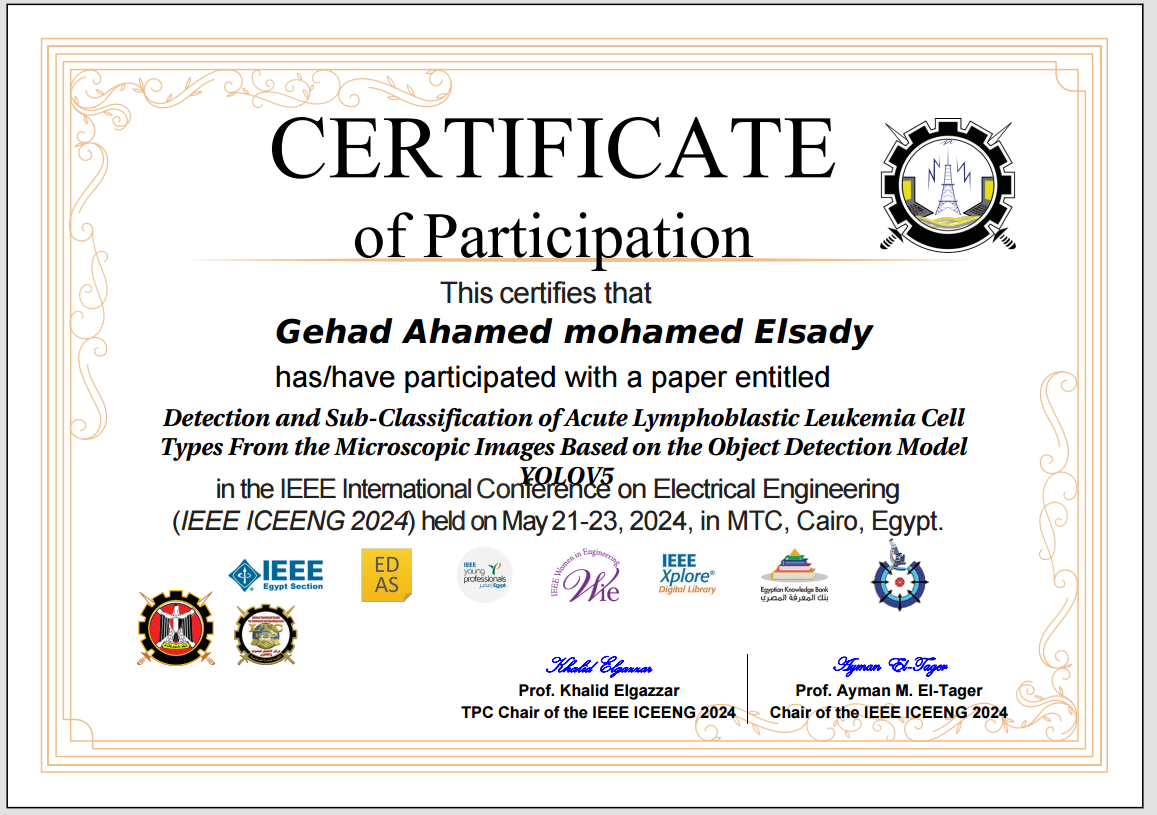 CERTIFICATE
of Participation
This certifies that
Gehad Ahamed mohamed Elsady
has/have participated with a paper entitled
Detection and Sub-Classification of Acute Lymphoblastic Leukemia Cell
Types From the Microscopic Images Based on the Object Detection Model
YOLOV5
in the IEEE International Conference on Electrical Engineering
(IEEE ICEENG 2024) held on May 21-23, 2024, in MTC, Cairo, Egypt.
IEEE
Egypt Section
ED
AS
IEEE
young
professionals
Egypt مصر
IEEE Women in Engineering
WIE
IEEE
Xplore®
Digital Library
Egyptian Knowledge Bank
بنك المعرفة المصري
Khalid Elgazzar
Prof. Khalid Elgazzar
TPC Chair of the IEEE ICEENG 2024
Ayman El-Tager
Prof. Ayman M. El-Tager
Chair of the IEEE ICEENG 2024